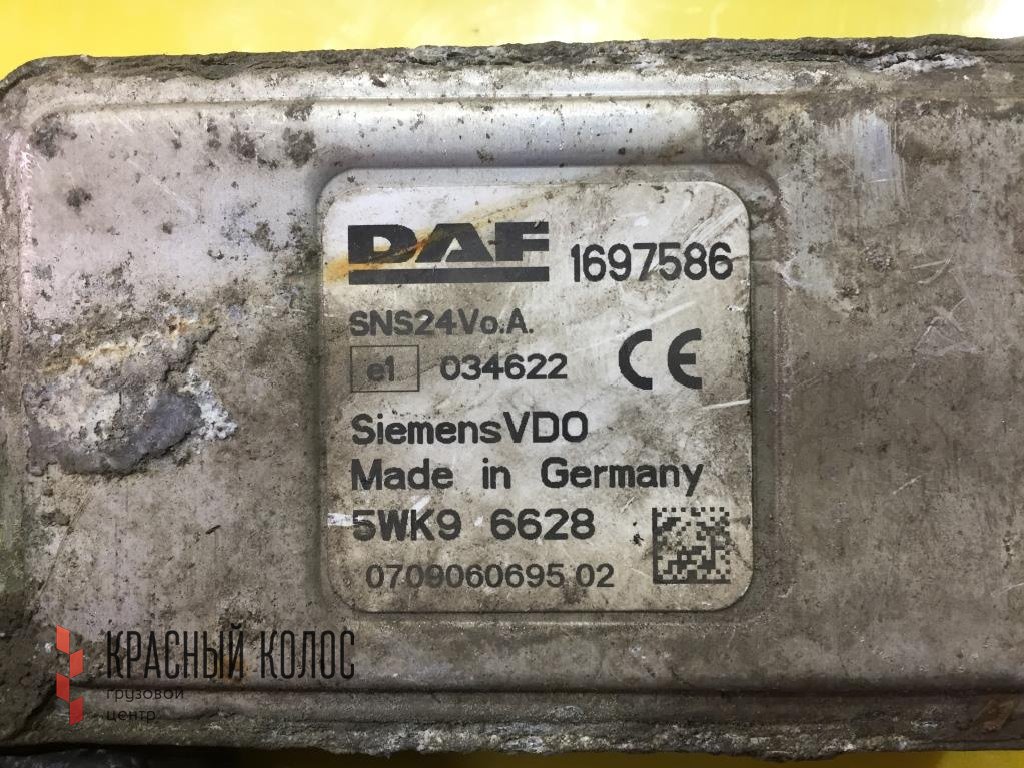 DAF 1697586
SNS24Vo.A.
e1 034622 CE
SiemensVDO
Made in Germany
5WK9 6628
0709060695 02
КРАСНЫЙ КОЛОС
грузовой
центр